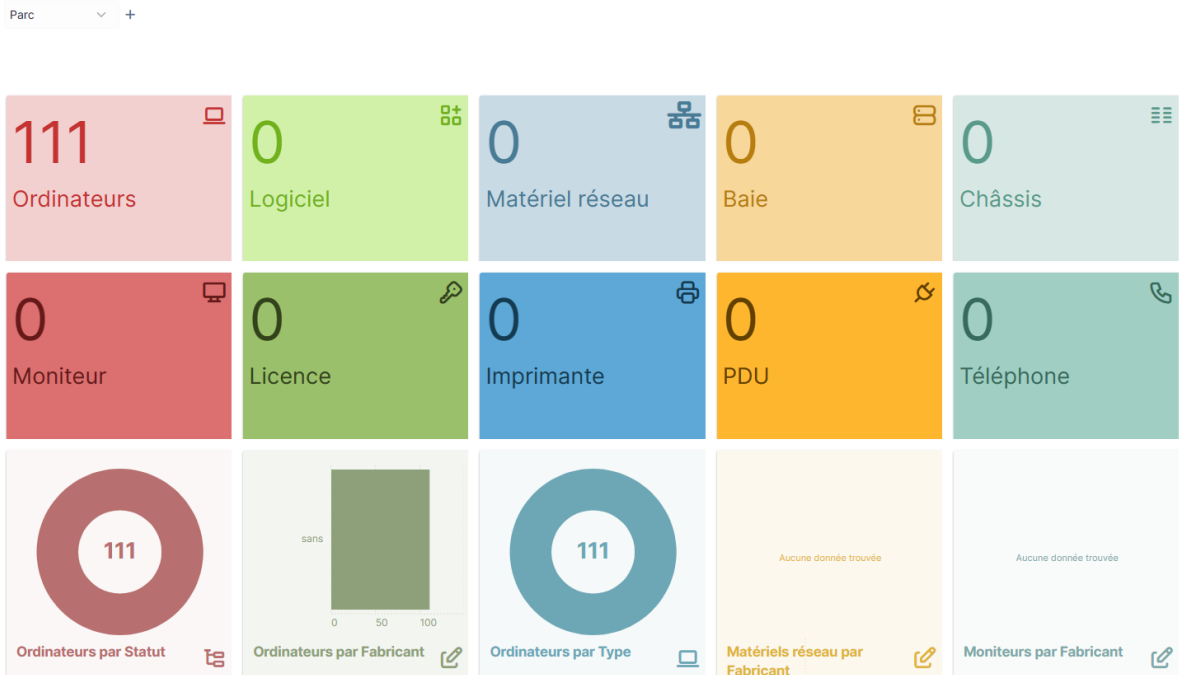 Parc
111
Ordinateurs
0
Logiciel
0
Matériel réseau
0
Baie
0
Châssis
0
Moniteur
0
Licence
0
Imprimante
0
PDU
0
Téléphone
111
Ordinateurs par Statut
sans
0 50 100
Ordinateurs par Fabricant
111
Ordinateurs par Type
Aucune donnée trouvée
Matériels réseau par
Fabricant
Aucune donnée trouvée
Moniteurs par Fabricant